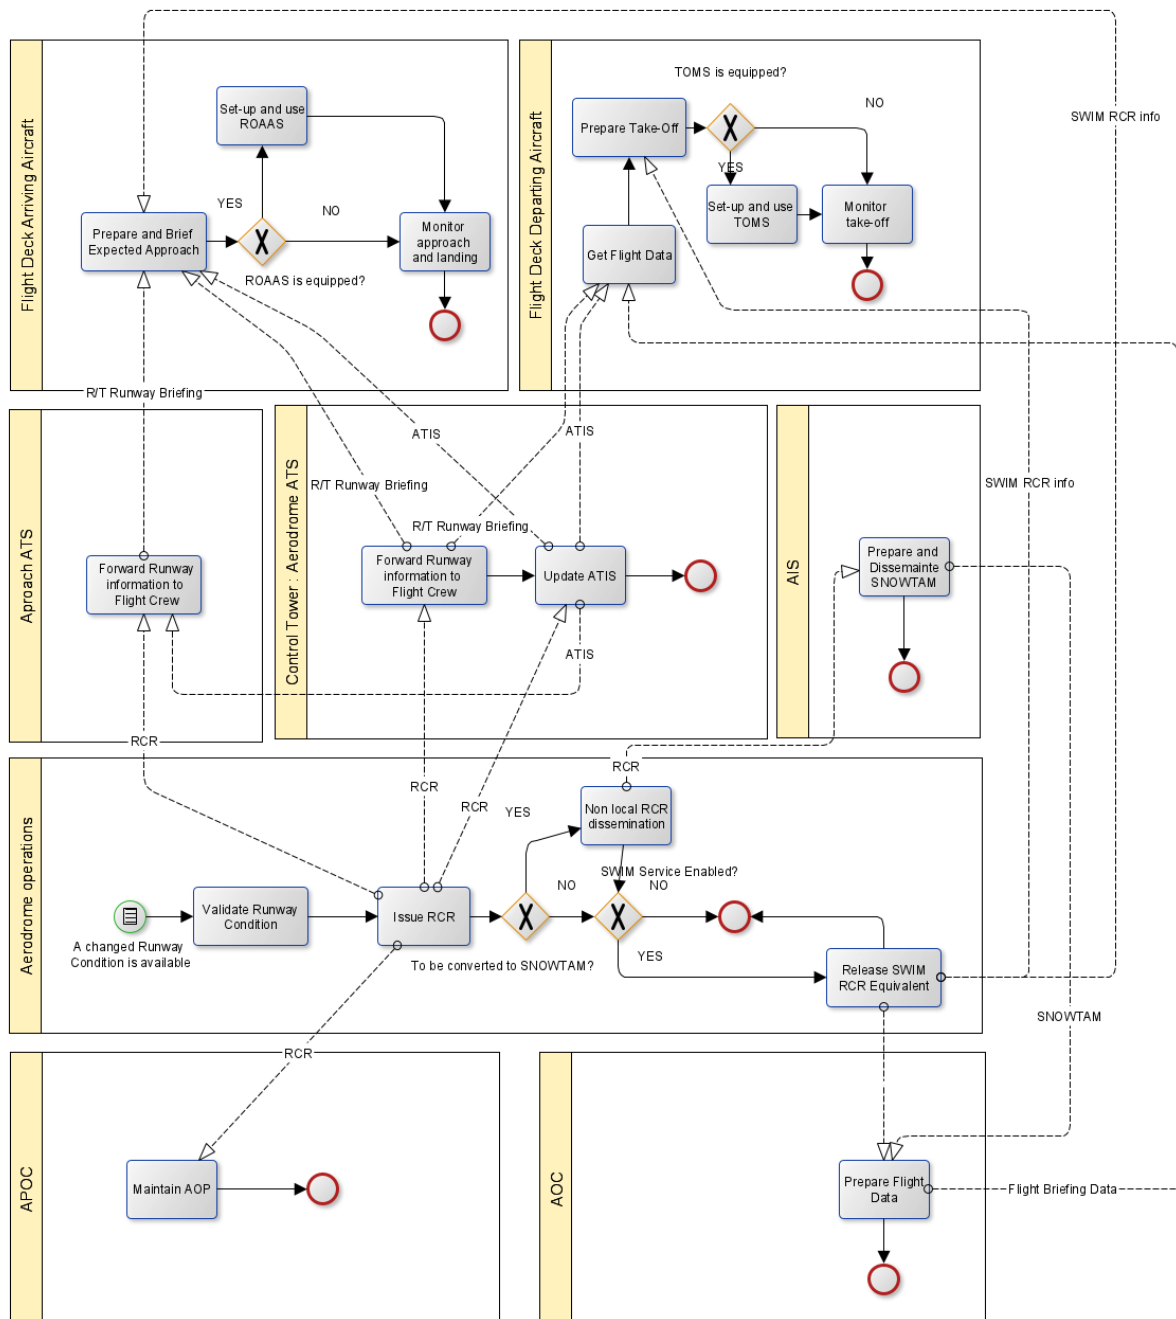 SWIM RCR info
Flight Deck Arriving Aircraft
Set-up and use
ROAAS
YES
NO
Prepare and Brief
Expected Approach
Monitor
approach
and landing
ROAAS is equipped?
R/T Runway Briefing
Flight Deck Departing Aircraft
TOMS is equipped?
Prepare Take-Off
NO
YES
Set-up and use
TOMS
Monitor
take-off
Get Flight Data
ATIS
ATIS
R/T Runway Briefing
R/T Runway Briefing
SWIM RCR info
Aproach ATS
Forward Runway
information to
Flight Crew
Control Tower : Aerodrome ATS
Forward Runway
information to
Flight Crew
Update ATIS
ATIS
AIS
Prepare and
Dissemainte
SNOWTAM
RCR
RCR
RCR
RCR
Aerodrome operations
A changed Runway
Condition is available
Validate Runway
Condition
Issue RCR
YES
Non local RCR
dissemination
NO
To be converted to SNOWTAM?
SWIM Service Enabled?
NO
YES
Release SWIM
RCR Equivalent
SNOWTAM
RCR
APOC
Maintain AOP
AOC
Prepare Flight
Data
Flight Briefing Data